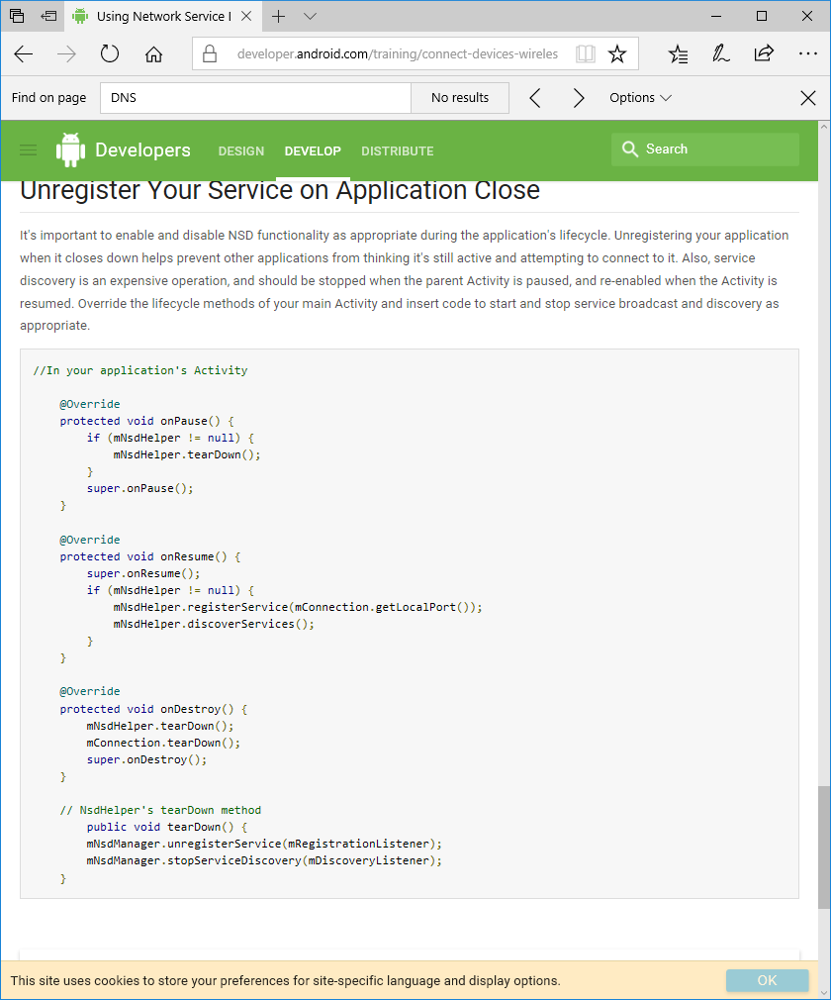 Using Network Service D
developer.android.com/training/connect-devices-wireles
Find on page
DNS
No results
Options
Developers
DESIGN
DEVELOP
DISTRIBUTE
Search
Unregister Your Service on Application Close
It's important to enable and disable NSD functionality as appropriate during the application's lifecycle. Unregistering your application
when it closes down helps prevent other applications from thinking it's still active and attempting to connect to it. Also, service
discovery is an expensive operation, and should be stopped when the parent Activity is paused, and re-enabled when the Activity is
resumed. Override the lifecycle methods of your main Activity and insert code to start and stop service broadcast and discovery as
appropriate.
//In your application's Activity
@Override
protected void onPause() {
if (mNsdHelper != null) {
mNsdHelper.tearDown();
}
super.onPause();
}
@Override
protected void onResume() {
super.onResume();
if (mNsdHelper != null) {
mNsdHelper.registerService(mConnection.getLocalPort());
mNsdHelper.discoverServices();
}
}
@Override
protected void onDestroy() {
mNsdHelper.tearDown();
mConnection.tearDown();
super.onDestroy();
}
// NsdHelper's tearDown method
public void tearDown() {
mNsdManager.unregisterService(mRegistrationListener);
mNsdManager.stopServiceDiscovery(mDiscoveryListener);
}
This site uses cookies to store your preferences for site-specific language and display options.
OK